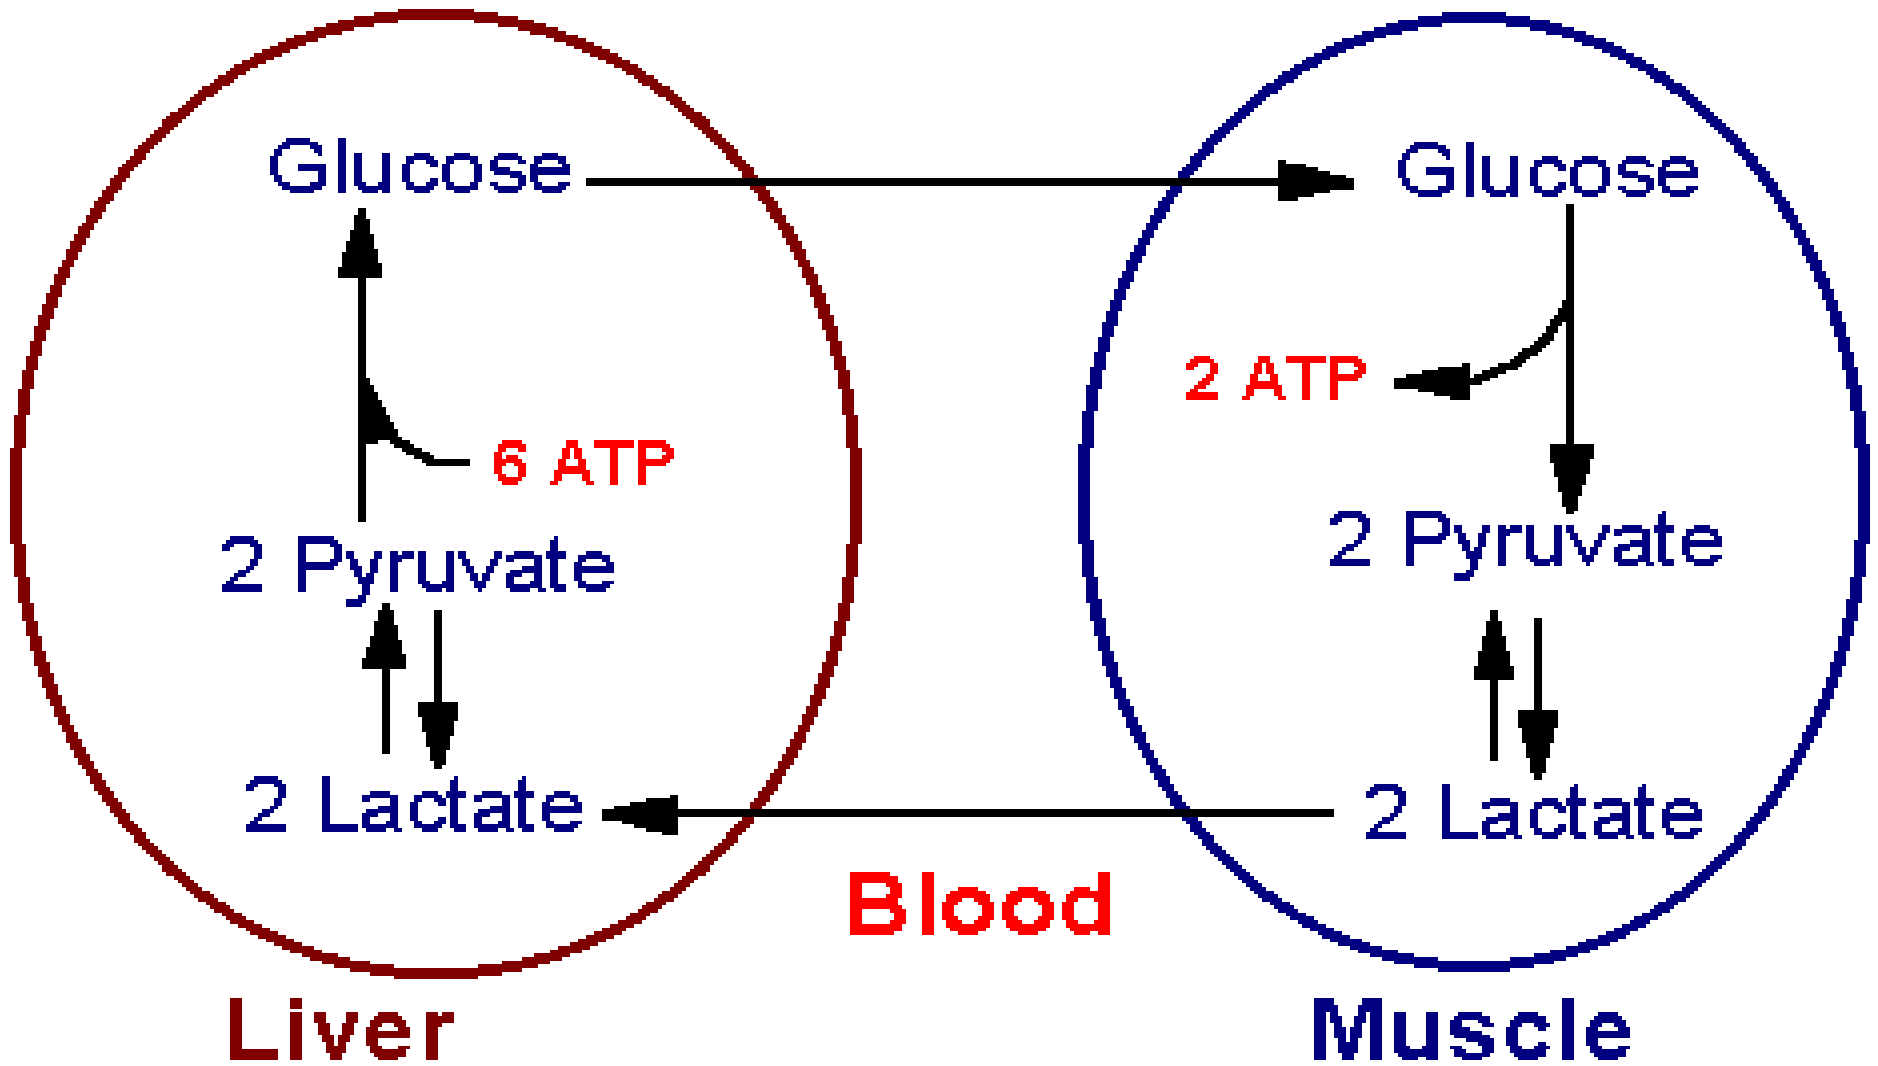 Glucose
Glucose
2 ATP
6 ATP
2 Pyruvate
2 Pyruvate
2 Lactate
2 Lactate
Blood
Liver
Muscle